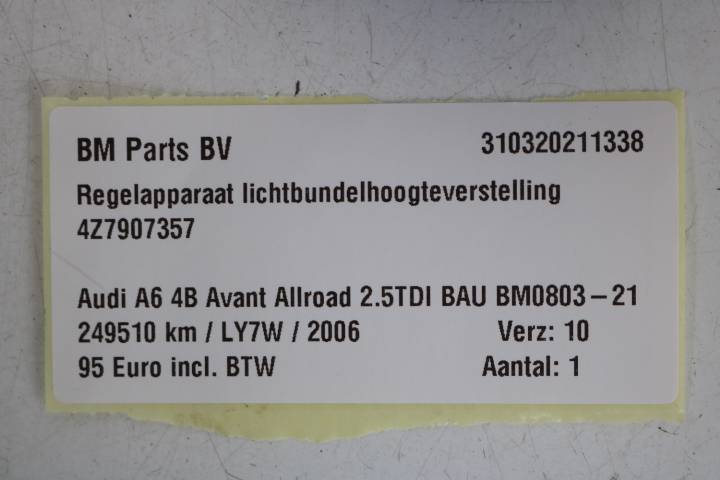 BM Parts BV 310320211338
Regelapparaat lichtbundelhoogteverstelling
4Z7907357
Audi A6 4B Avant Allroad 2.5TDI BAU BM0803-21
249510 km / LY7W / 2006 Verz: 10
95 Euro incl. BTW Aantal: 1